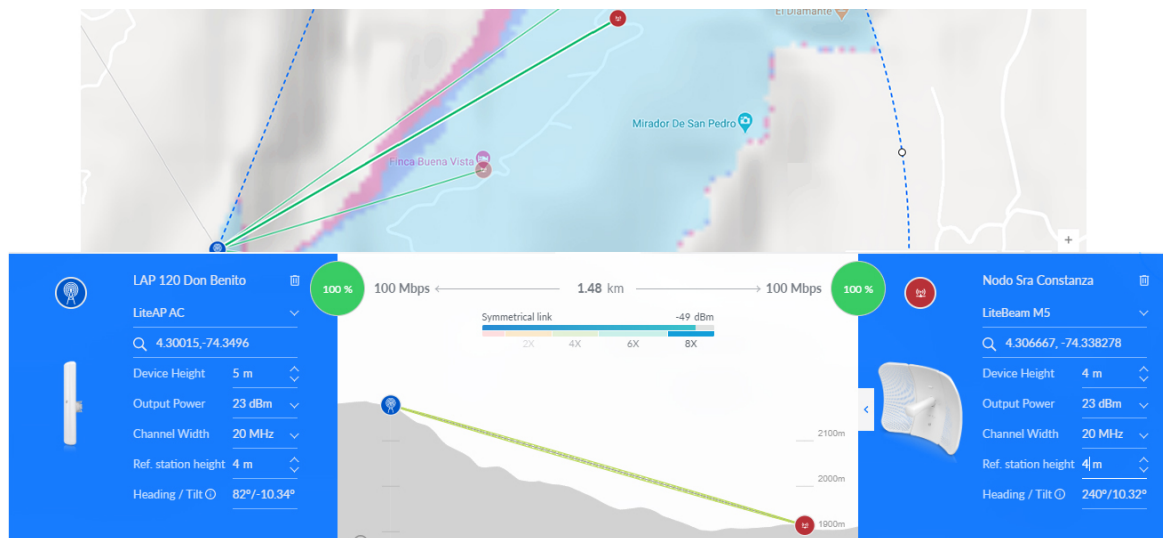 El Diamante
Mirador De San Pedro
Finca Buena Vista
+
LAP 120 Don Benito
LiteAP AC
4.30015,-74.3496
Device Height 5 m
Output Power 23 dBm
Channel Width 20 MHz
Ref. station height 4 m
Heading / Tilt 82º/-10.34º
100 %
100 Mbps
1.48 km
100 Mbps
100 %
Symmetrical link -49 dBm
2X 4X 6X 8X
2100m
2000m
1900m
Nodo Sra Constanza
LiteBeam M5
4.306667, -74.338278
Device Height 4 m
Output Power 23 dBm
Channel Width 20 MHz
Ref. station height 4 m
Heading / Tilt 240º/10.32º